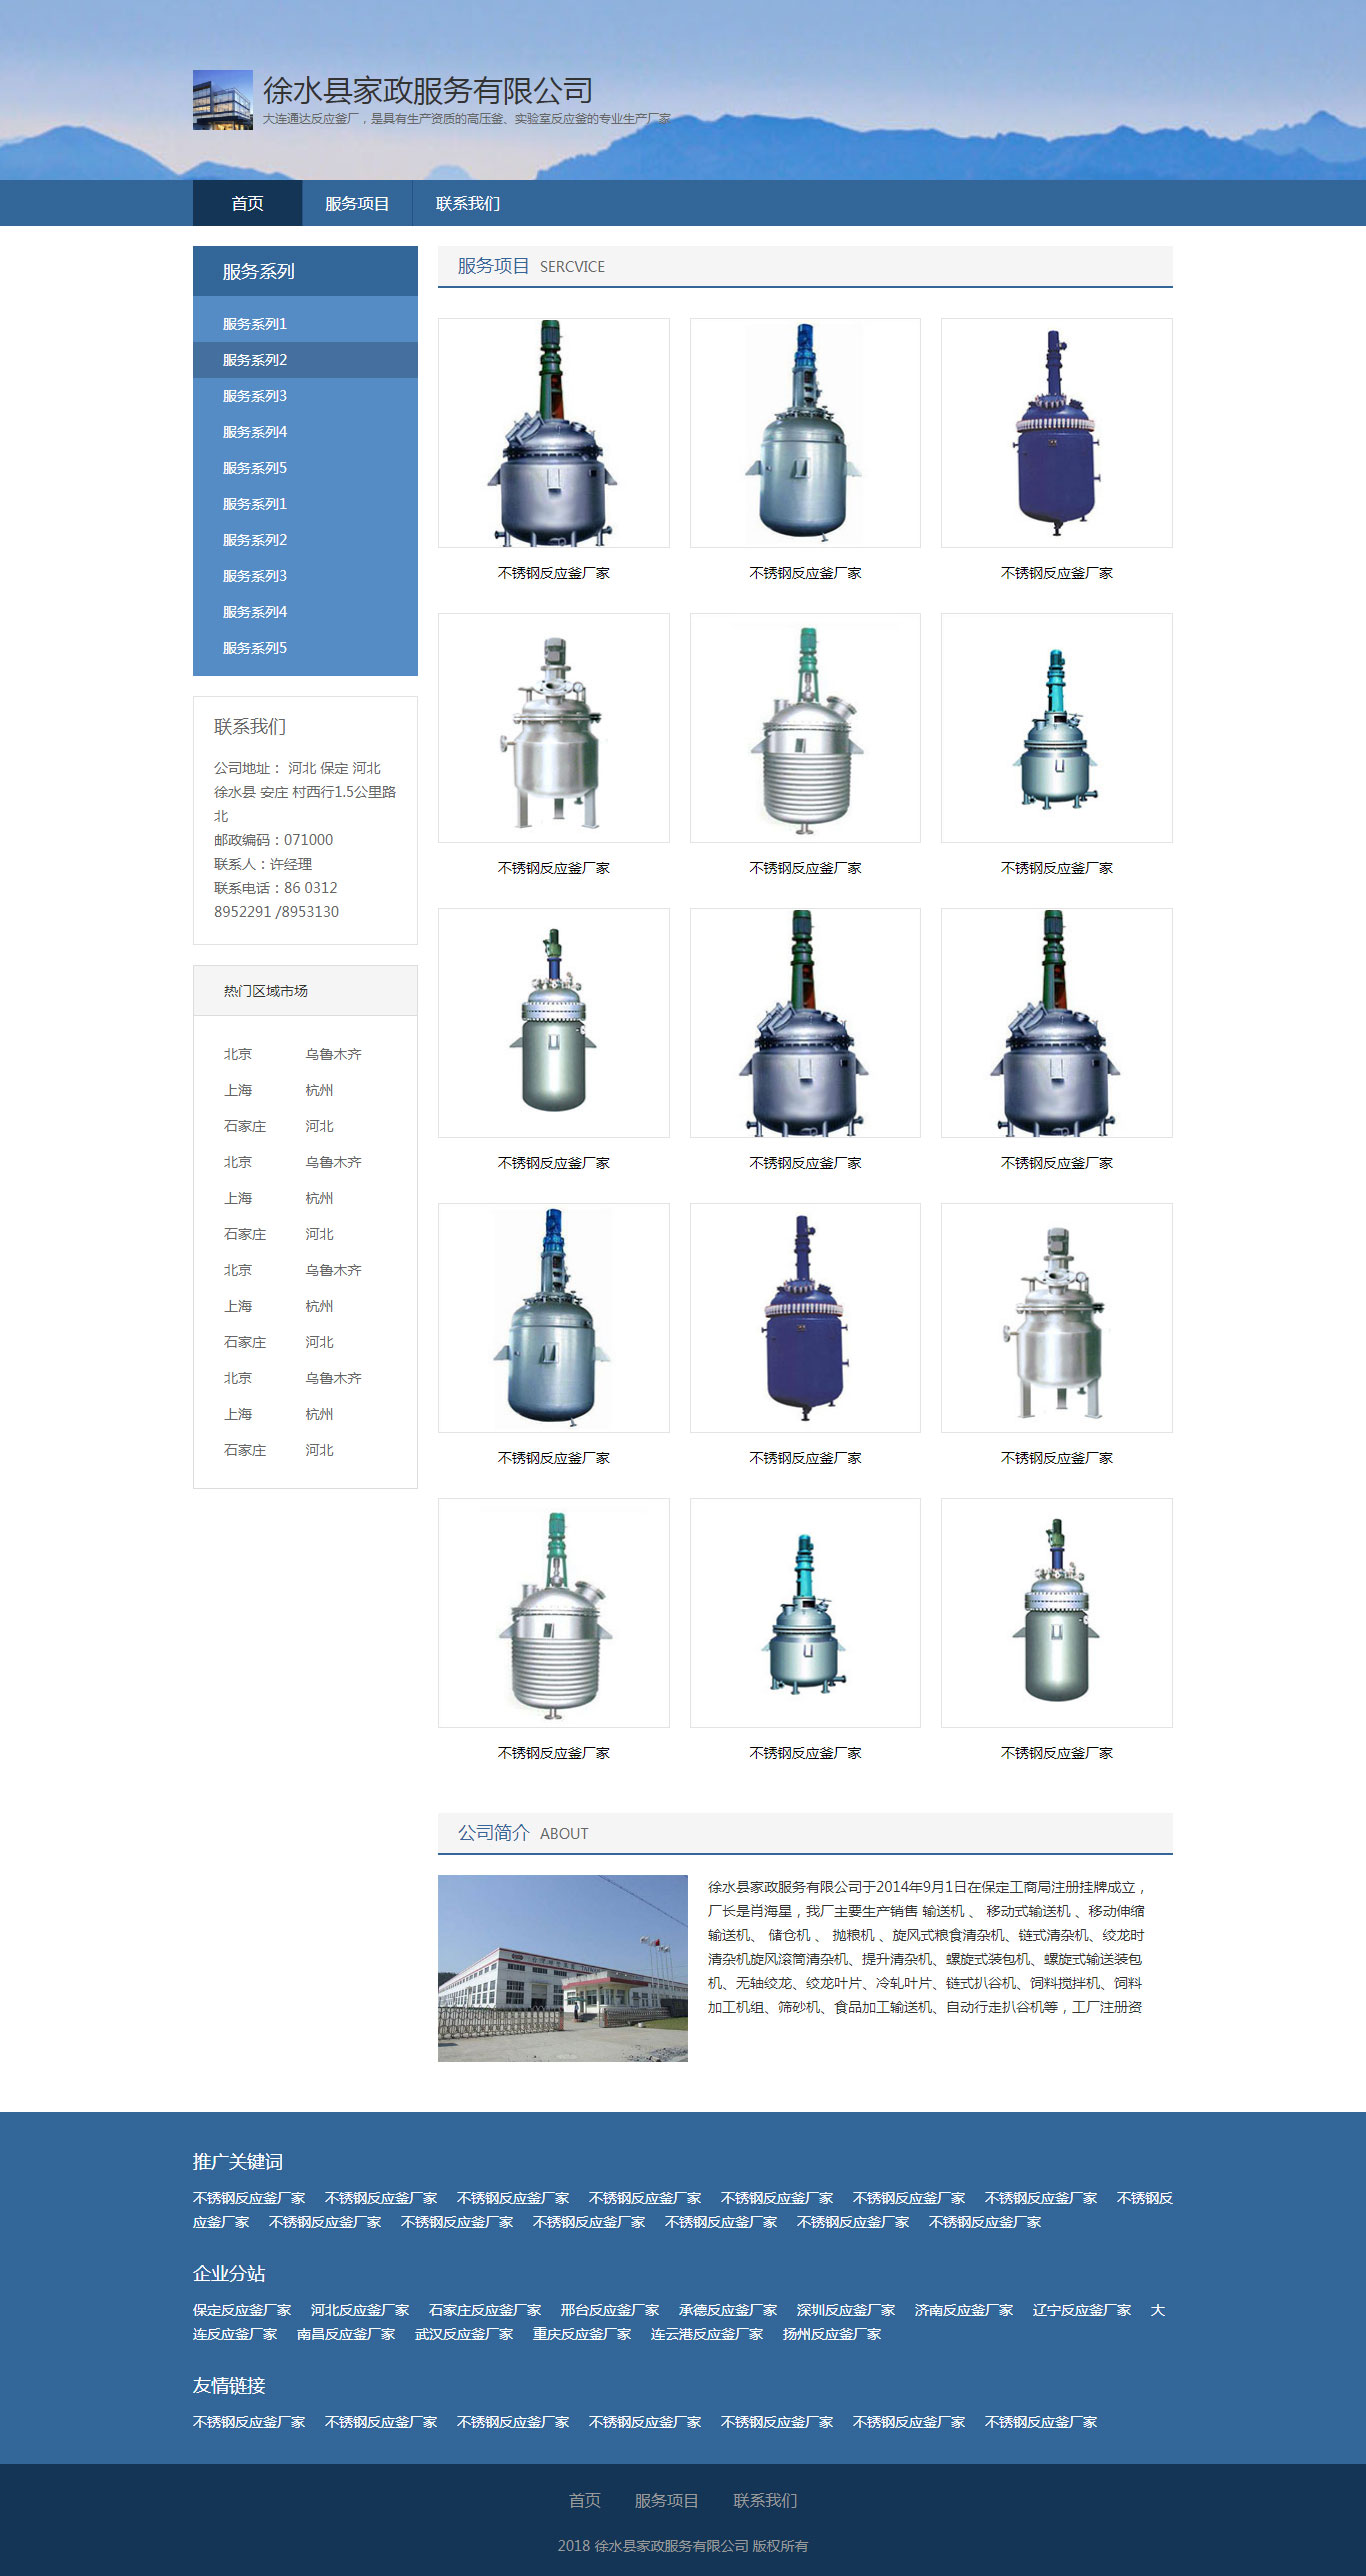 徐水县家政服务有限公司
大连通达反应釜厂，是具有生产资质的高压釜、实验室反应釜的专业生产厂家
首页 服务项目 联系我们
服务系列
服务系列1
服务系列2
服务系列3
服务系列4
服务系列5
服务系列1
服务系列2
服务系列3
服务系列4
服务系列5
联系我们
公司地址： 河北 保定 河北
徐水县 安庄 村西行1.5公里路
北
邮政编码：071000
联系人：许经理
联系电话：86 0312
8952291 /8953130
热门区域市场
北京 乌鲁木齐
上海 杭州
石家庄 河北
北京 乌鲁木齐
上海 杭州
石家庄 河北
北京 乌鲁木齐
上海 杭州
石家庄 河北
北京 乌鲁木齐
上海 杭州
石家庄 河北
服务项目 SERCVICE
不锈钢反应釜厂家 不锈钢反应釜厂家 不锈钢反应釜厂家
不锈钢反应釜厂家 不锈钢反应釜厂家 不锈钢反应釜厂家
不锈钢反应釜厂家 不锈钢反应釜厂家 不锈钢反应釜厂家
不锈钢反应釜厂家 不锈钢反应釜厂家 不锈钢反应釜厂家
不锈钢反应釜厂家 不锈钢反应釜厂家 不锈钢反应釜厂家
公司简介 ABOUT
徐水县家政服务有限公司于2014年9月1日在保定工商局注册挂牌成立，
厂长是肖海星，我厂主要生产销售 输送机 、 移动式输送机 、移动伸缩
输送机、 储仓机 、 抛粮机 、旋风式粮食清杂机、链式清杂机、绞龙时
清杂机旋风滚筒清杂机、提升清杂机、螺旋式装包机、螺旋式输送装包
机、无轴绞龙、绞龙叶片、冷轧叶片、链式扒谷机、饲料搅拌机、饲料
加工机组、筛砂机、食品加工输送机、自动行走扒谷机等，工厂注册资
推广关键词
不锈钢反应釜厂家 不锈钢反应釜厂家 不锈钢反应釜厂家 不锈钢反应釜厂家 不锈钢反应釜厂家 不锈钢反应釜厂家 不锈钢反应釜厂家 不锈钢反
应釜厂家 不锈钢反应釜厂家 不锈钢反应釜厂家 不锈钢反应釜厂家 不锈钢反应釜厂家 不锈钢反应釜厂家 不锈钢反应釜厂家
企业分站
保定反应釜厂家 河北反应釜厂家 石家庄反应釜厂家 邢台反应釜厂家 承德反应釜厂家 深圳反应釜厂家 济南反应釜厂家 辽宁反应釜厂家 大
连反应釜厂家 南昌反应釜厂家 武汉反应釜厂家 重庆反应釜厂家 连云港反应釜厂家 扬州反应釜厂家
友情链接
不锈钢反应釜厂家 不锈钢反应釜厂家 不锈钢反应釜厂家 不锈钢反应釜厂家 不锈钢反应釜厂家 不锈钢反应釜厂家 不锈钢反应釜厂家
首页 服务项目 联系我们
2018 徐水县家政服务有限公司 版权所有